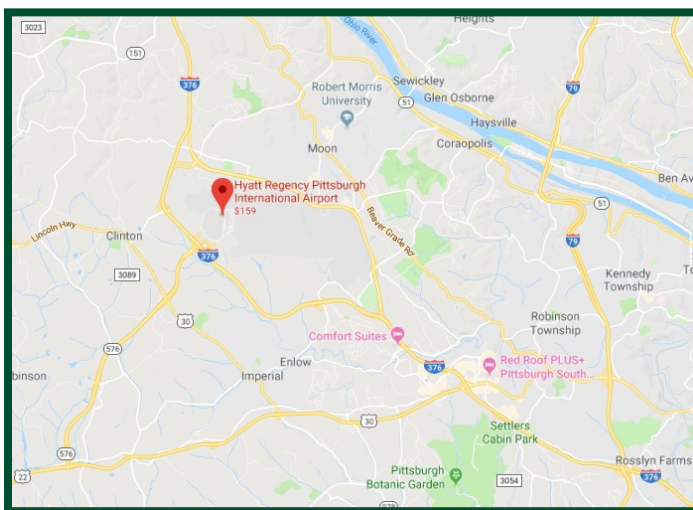 Heights
3023
Ohio River
151
376
Robert Morris
University
Sewickley
79
51
Glen Osborne
Haysville
Moon
Coraopolis
Ben Av
Hyatt Regency Pittsburgh
International Airport
$159
51
Beaver Grade Rd
Lincoln Hwy
Clinton
79
376
3089
Kennedy
Township
To
30
Robinson
Township
Comfort Suites
576
Enlow
376
Red Roof PLUS+
Pittsburgh South...
binson
Imperial
30
Settlers
Cabin Park
576
Rosslyn Farms
22
Pittsburgh
Botanic Garden
3054
376